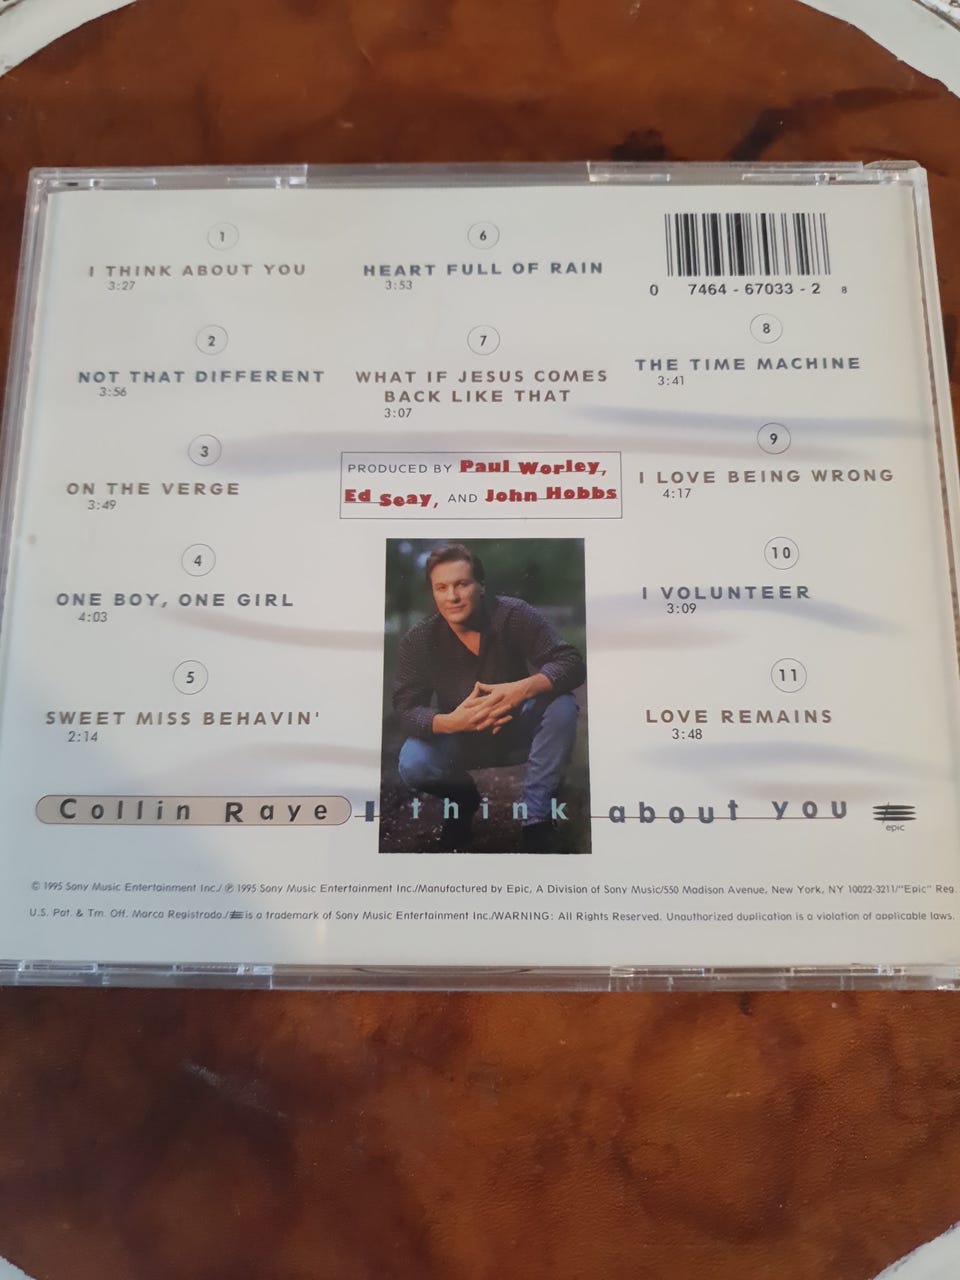 1
I THINK ABOUT YOU
3:27
2
NOT THAT DIFFERENT
3:56
3
ON THE VERGE
3:49
4
ONE BOY, ONE GIRL
4:03
5
SWEET MISS BEHAVIN'
2:14
6
HEART FULL OF RAIN
3:53
7
WHAT IF JESUS COMES
BACK LIKE THAT
3:07
PRODUCED BY Paul Worley,
Ed Seay, AND John Hobbs
0 7464-67033-2 8
8
THE TIME MACHINE
3:41
9
I LOVE BEING WRONG
4:17
10
I VOLUNTEER
3:09
11
LOVE REMAINS
3:48
Collin Raye I think about you
epic
© 1995 Sony Music Entertainment Inc./ ℗ 1995 Sony Music Entertainment Inc./Manufactured by Epic, A Division of Sony Music/550 Madison Avenue, New York, NY 10022-3211/"Epic" Reg.
U.S. Pat. & Tm. Off. Marca Registrada./ is a trademark of Sony Music Entertainment Inc./WARNING: All Rights Reserved. Unauthorized duplication is a violation of applicable laws.